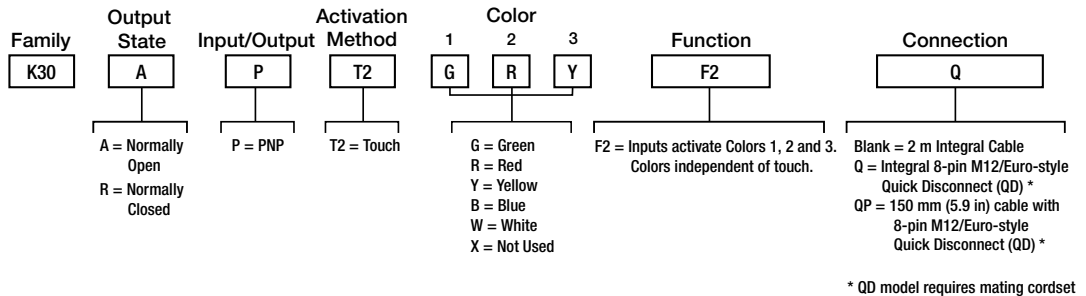 Output
State
Activation
Method
Color
Family
Input/Output
1 2 3
Function
Connection
K30
A
P
T2
G
R
Y
F2
Q
A = Normally
Open
R = Normally
Closed
P = PNP
T2 = Touch
G = Green
R = Red
Y = Yellow
B = Blue
W = White
X = Not Used
F2 = Inputs activate Colors 1, 2 and 3.
Colors independent of touch.
Blank = 2 m Integral Cable
Q = Integral 8-pin M12/Euro-style
Quick Disconnect (QD) *
QP = 150 mm (5.9 in) cable with
8-pin M12/Euro-style
Quick Disconnect (QD) *
* QD model requires mating cordset